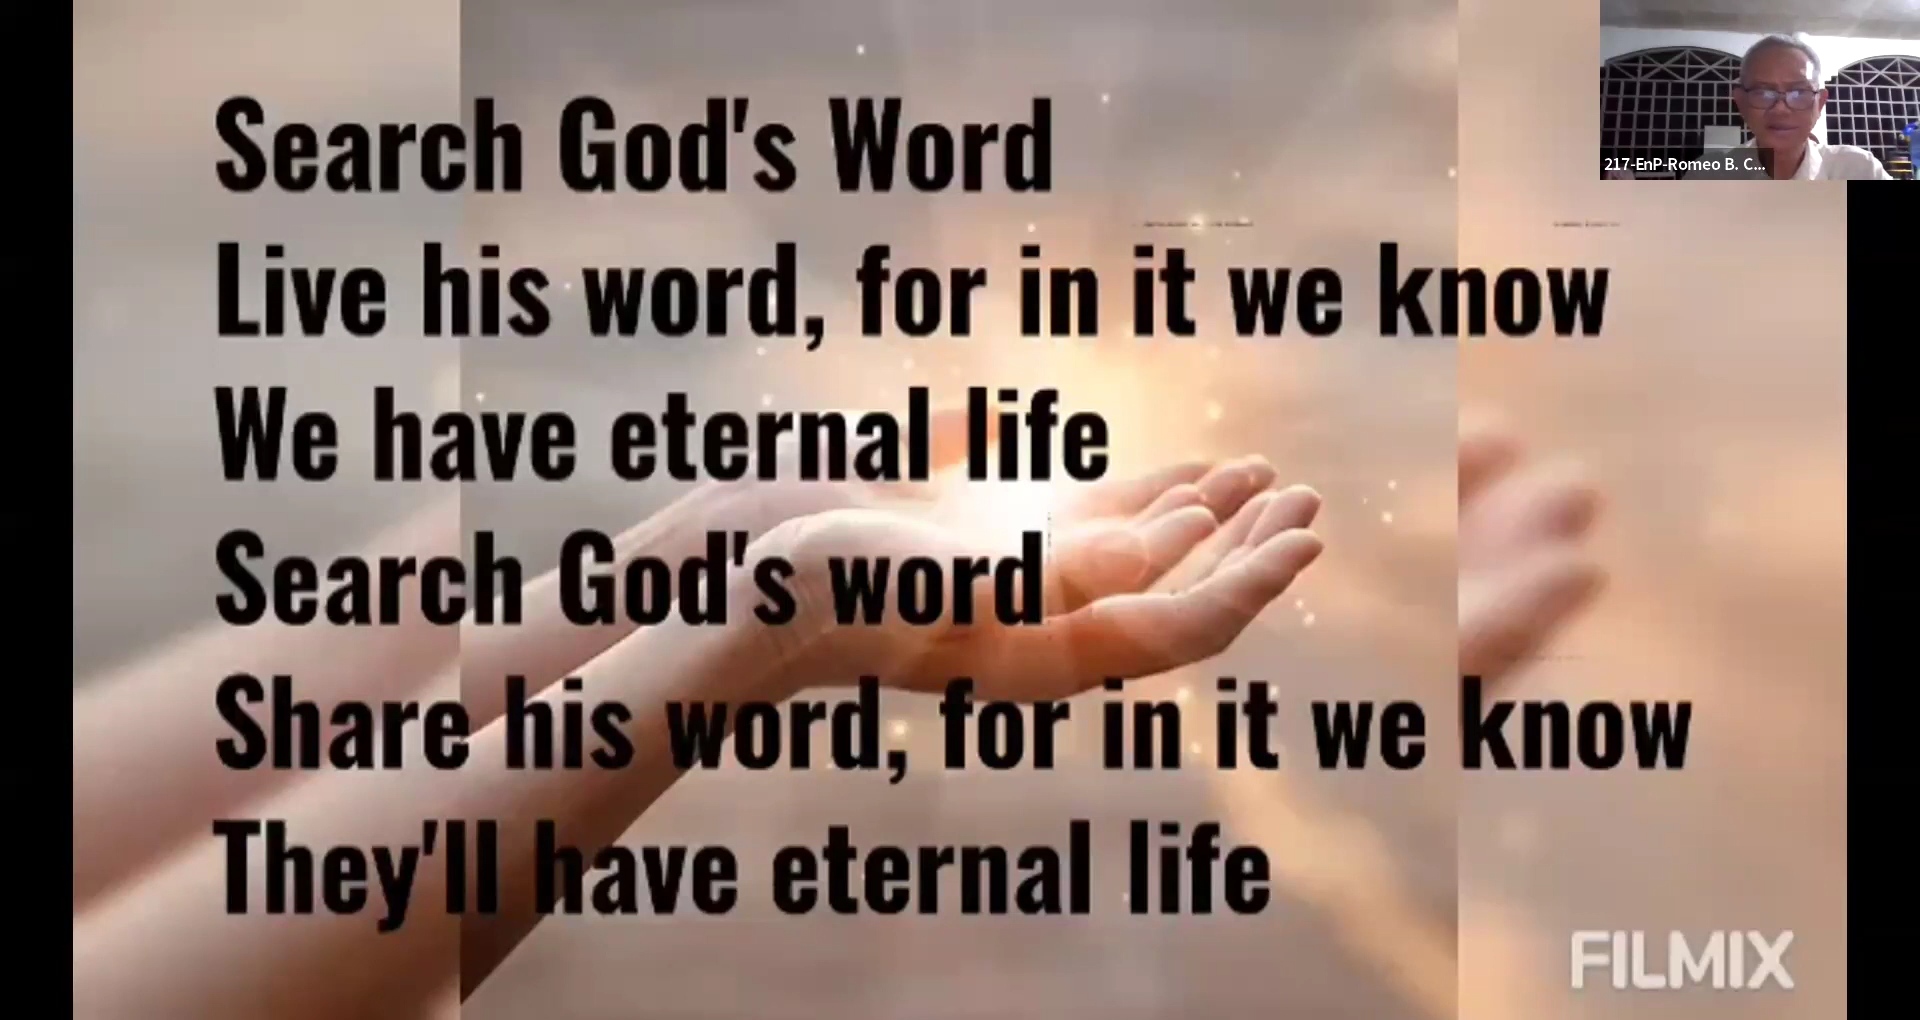 Search God's Word
Live his word, for in it we know
We have eternal life
Search God's word
Share his word, for in it we know
They'll have eternal life
217-EnP-Romeo B. C...
FILMIX